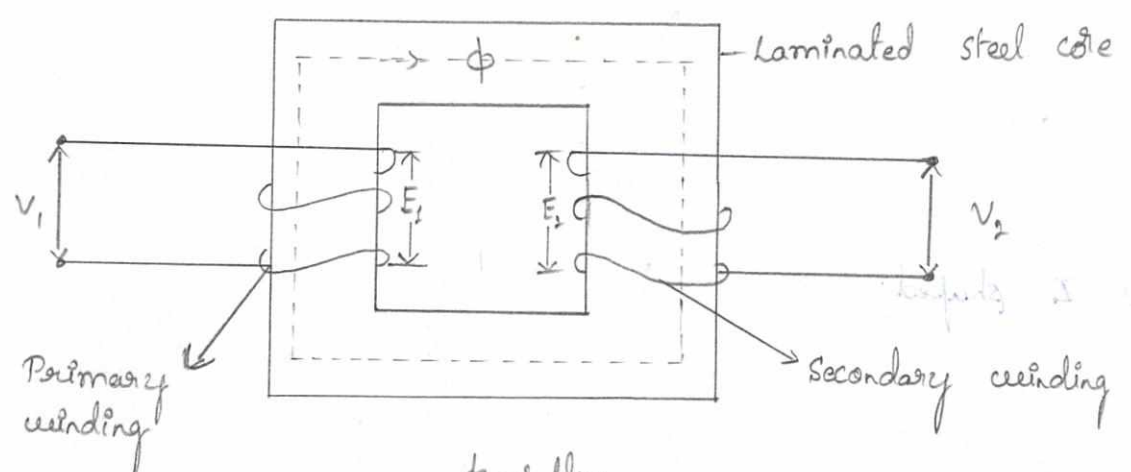 Laminated steel core
ϕ
V₁
E₁
E₂
V₂
Primary
winding
Secondary winding